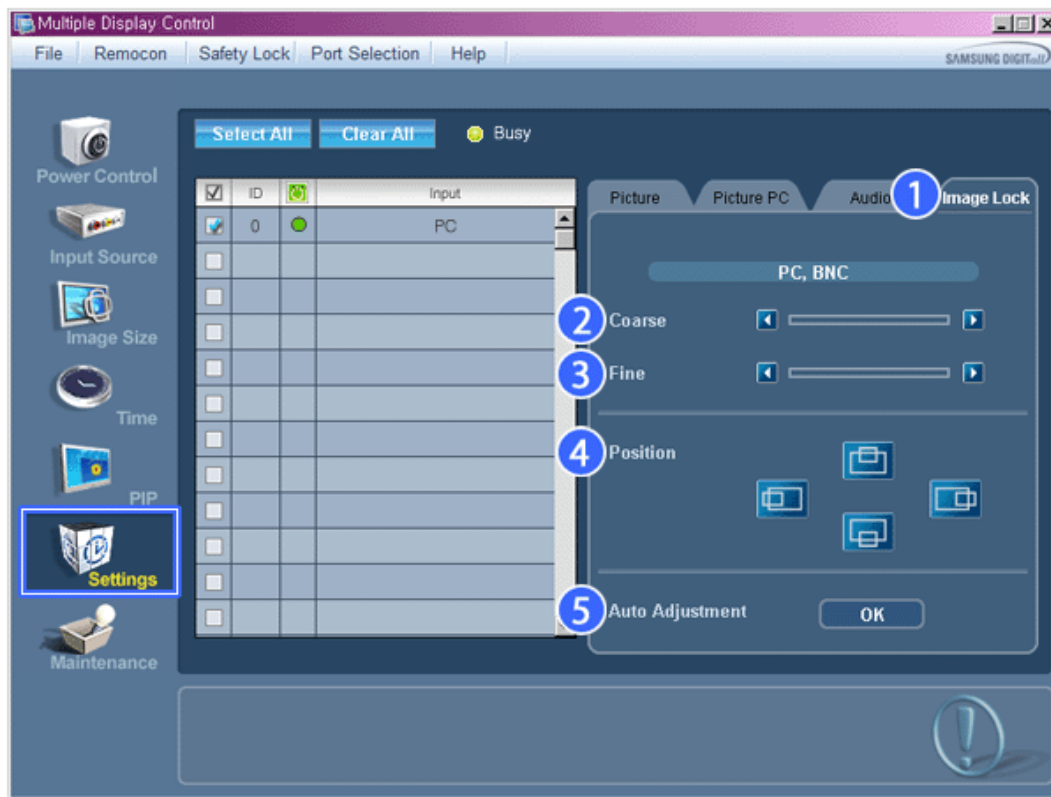 Multiple Display Control
File Remocon Safety Lock Port Selection Help
SAMSUNG DIGITall
Select All Clear All Busy
Power Control
Input Source
Image Size
Time
PIP
Settings
Maintenance
ID Input
0 PC
Picture Picture PC Audio 1 Image Lock
PC, BNC
2 Coarse
3 Fine
4 Position
5 Auto Adjustment OK